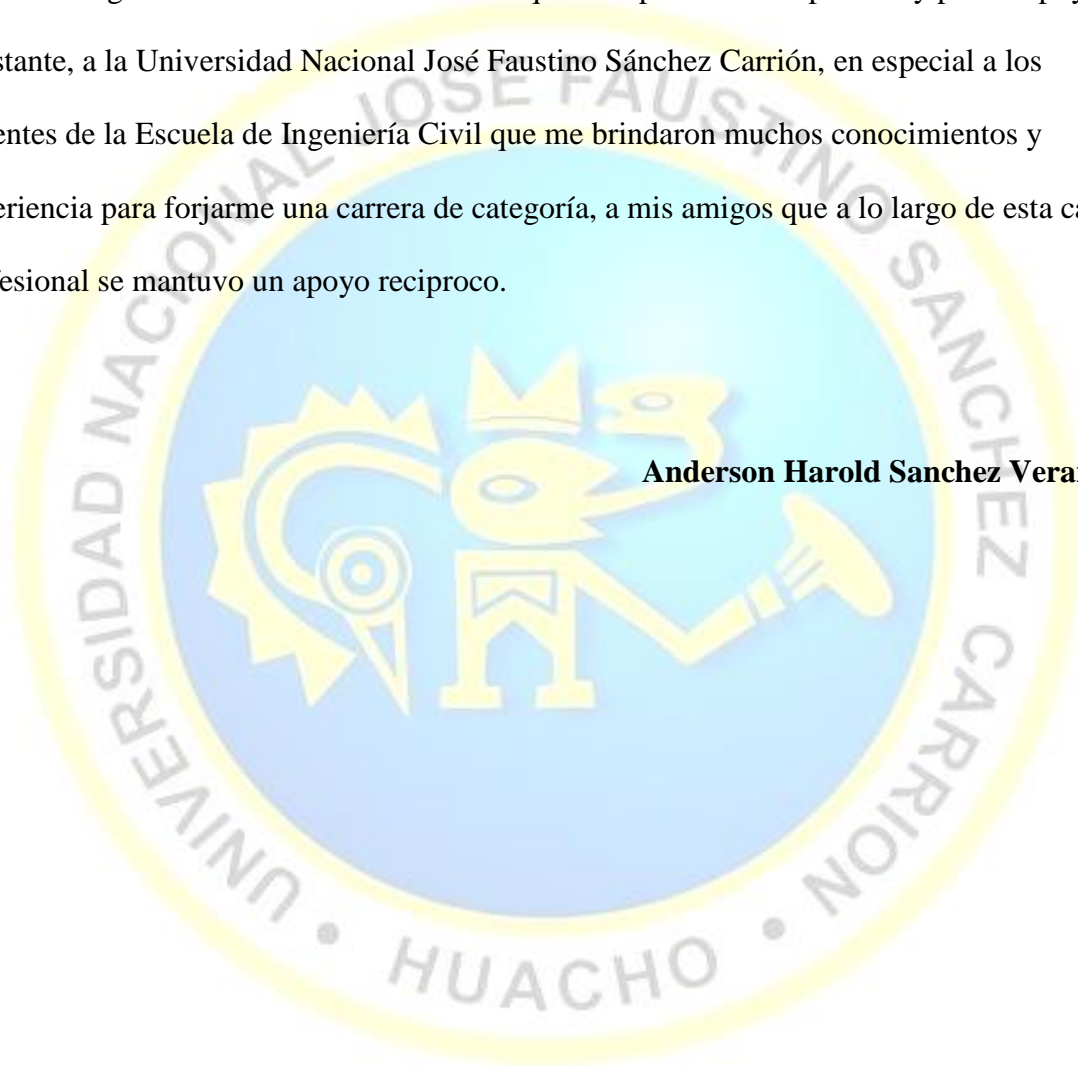 stante, a la Universidad Nacional José Faustino Sánchez Carrión, en especial a los
entes de la Escuela de Ingeniería Civil que me brindaron muchos conocimientos y
eriencia para forjarme una carrera de categoría, a mis amigos que a lo largo de esta ca
fesional se mantuvo un apoyo reciproco.
Anderson Harold Sanchez Vera
UNIVERSIDAD NACIONAL JOSE FAUSTINO SANCHEZ CARRION • HUACHO •